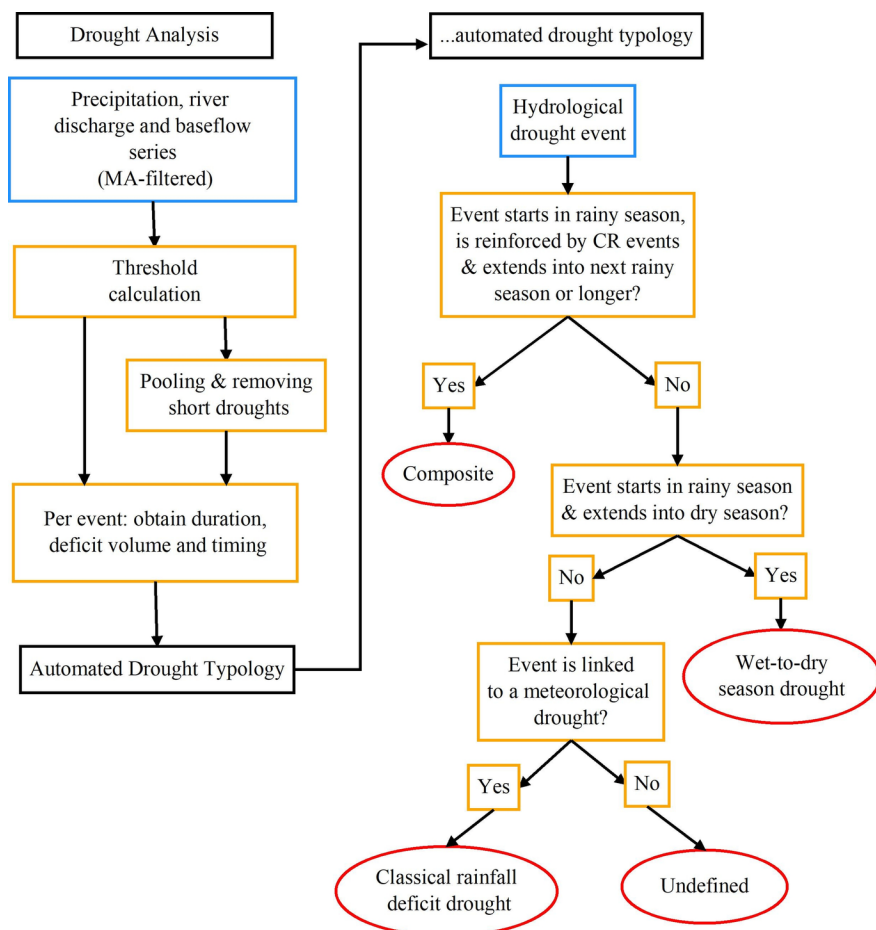 Drought Analysis
Precipitation, river
discharge and baseflow
series
(MA-filtered)
Threshold
calculation
Pooling & removing
short droughts
Per event: obtain duration,
deficit volume and timing
Automated Drought Typology
...automated drought typology
Hydrological
drought event
Event starts in rainy season,
is reinforced by CR events
& extends into next rainy
season or longer?
Yes
No
Composite
Event starts in rainy season
& extends into dry season?
No
Yes
Event is linked
to a meteorological
drought?
Wet-to-dry
season drought
Yes
No
Classical rainfall
deficit drought
Undefined